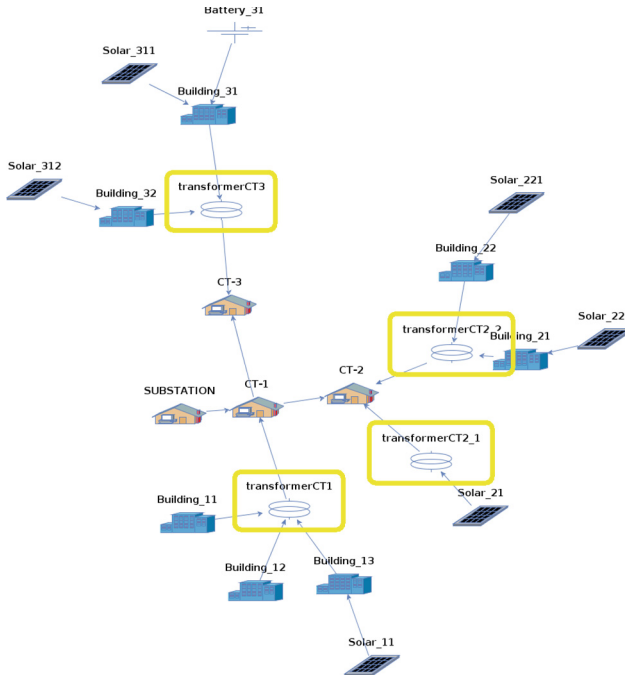 Battery_31
Solar_311
Building_31
Solar_312
Building_32
transformerCT3
Solar_221
Building_22
CT-3
transformerCT2_2
Building_21
Solar_22
SUBSTATION
CT-1
CT-2
transformerCT2_1
transformerCT1
Building_11
Solar_21
Building_12
Building_13
Solar_11